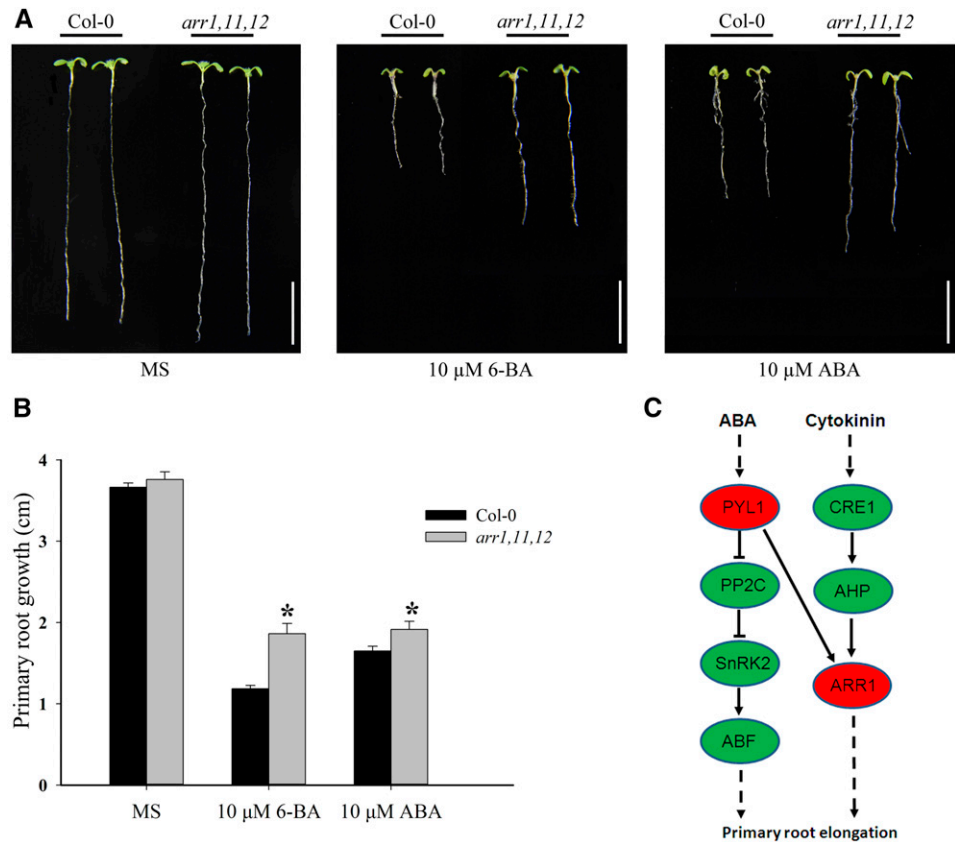 A
Col-0 arr1,11,12 Col-0 arr1,11,12 Col-0 arr1,11,12
MS 10 µM 6-BA 10 µM ABA
B
Primary root growth (cm)
4
3
2
1
0
Col-0
arr1,11,12
* *
MS 10 µM 6-BA 10 µM ABA
C
ABA Cytokinin
PYL1 CRE1
PP2C AHP
SnRK2 ARR1
ABF
Primary root elongation